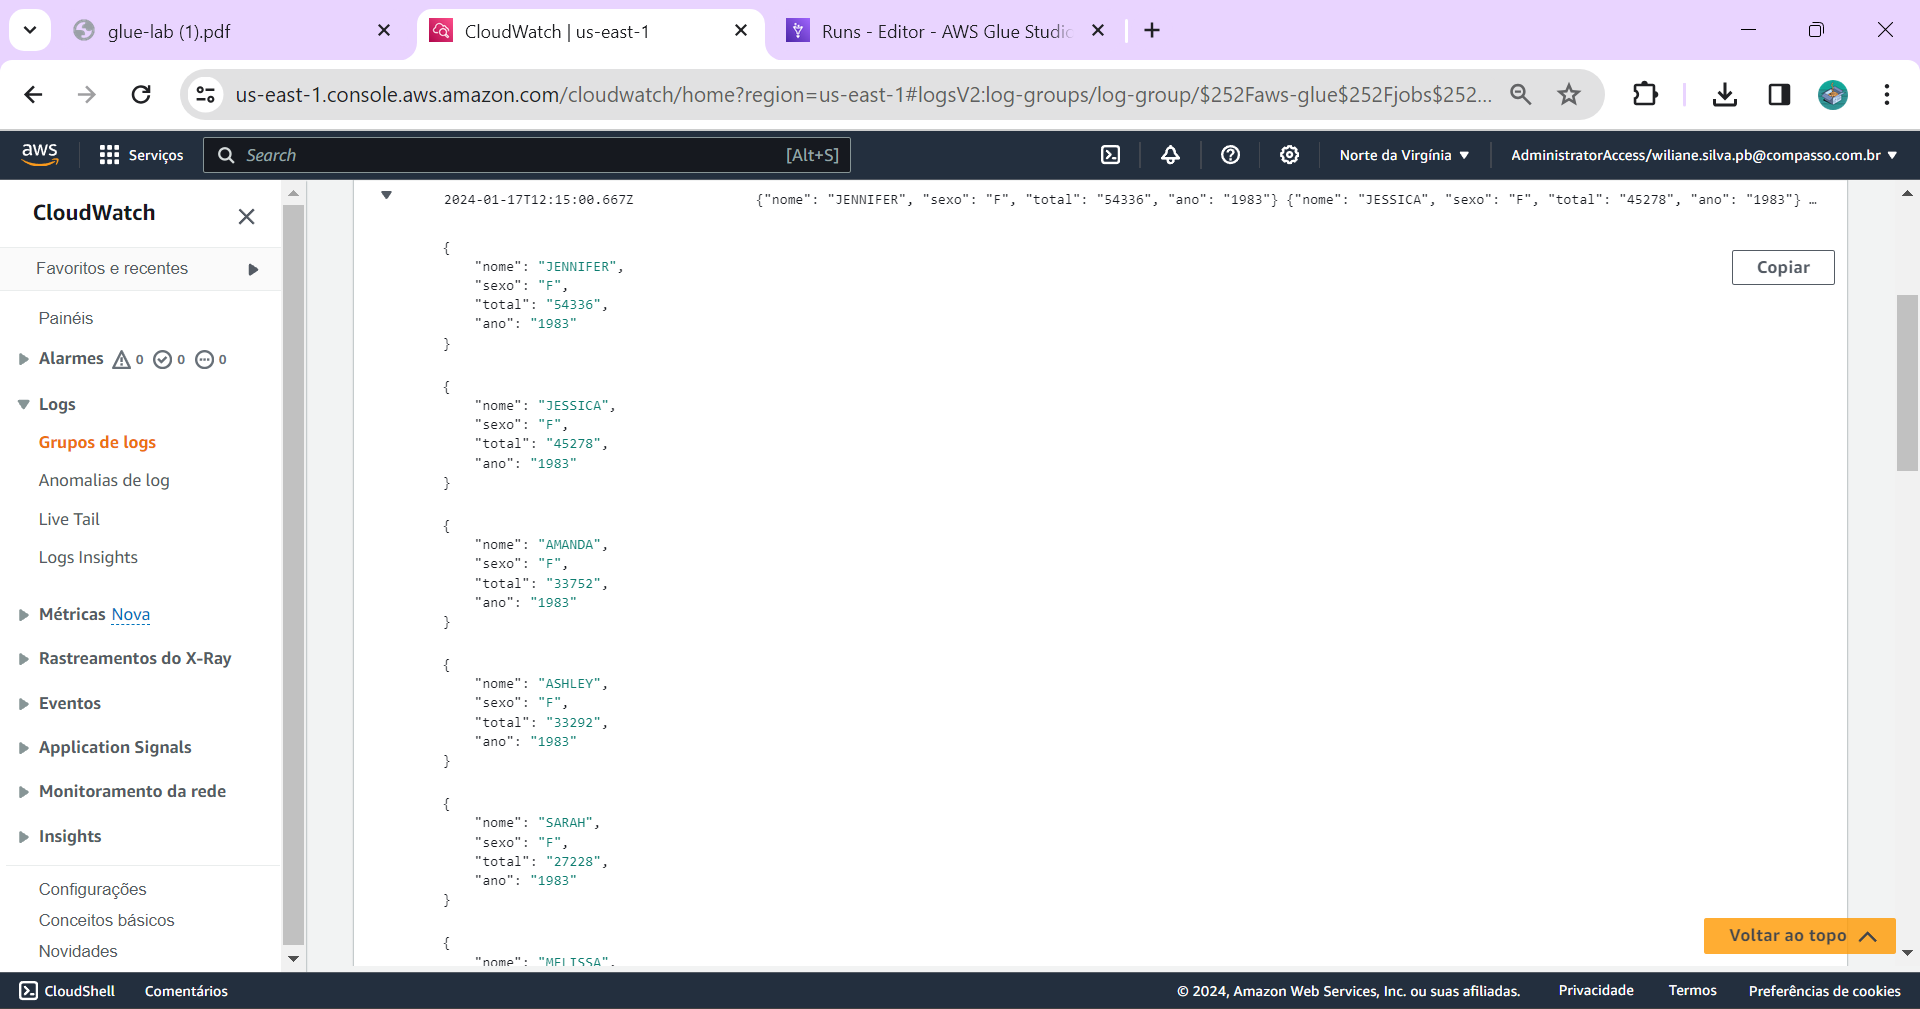 glue-lab (1).pdf
CloudWatch | us-east-1
Runs - Editor - AWS Glue Studio
us-east-1.console.aws.amazon.com/cloudwatch/home?region=us-east-1#logsV2:log-groups/log-group/$252Faws-glue$252Fjobs$252...
aws
Serviços
Search
[Alt+S]
Norte da Virgínia
AdministratorAccess/wiliane.silva.pb@compasso.com.br
CloudWatch
Favoritos e recentes
Painéis
Alarmes 0 0 0
Logs
Grupos de logs
Anomalias de log
Live Tail
Logs Insights
Métricas Nova
Rastreamentos do X-Ray
Eventos
Application Signals
Monitoramento da rede
Insights
Configurações
Conceitos básicos
Novidades
2024-01-17T12:15:00.667Z {"nome": "JENNIFER", "sexo": "F", "total": "54336", "ano": "1983"} {"nome": "JESSICA", "sexo": "F", "total": "45278", "ano": "1983"} …
Copiar
{
"nome": "JENNIFER",
"sexo": "F",
"total": "54336",
"ano": "1983"
}
{
"nome": "JESSICA",
"sexo": "F",
"total": "45278",
"ano": "1983"
}
{
"nome": "AMANDA",
"sexo": "F",
"total": "33752",
"ano": "1983"
}
{
"nome": "ASHLEY",
"sexo": "F",
"total": "33292",
"ano": "1983"
}
{
"nome": "SARAH",
"sexo": "F",
"total": "27228",
"ano": "1983"
}
{
"nome": "MELISSA",
Voltar ao topo
CloudShell
Comentários
© 2024, Amazon Web Services, Inc. ou suas afiliadas.
Privacidade
Termos
Preferências de cookies